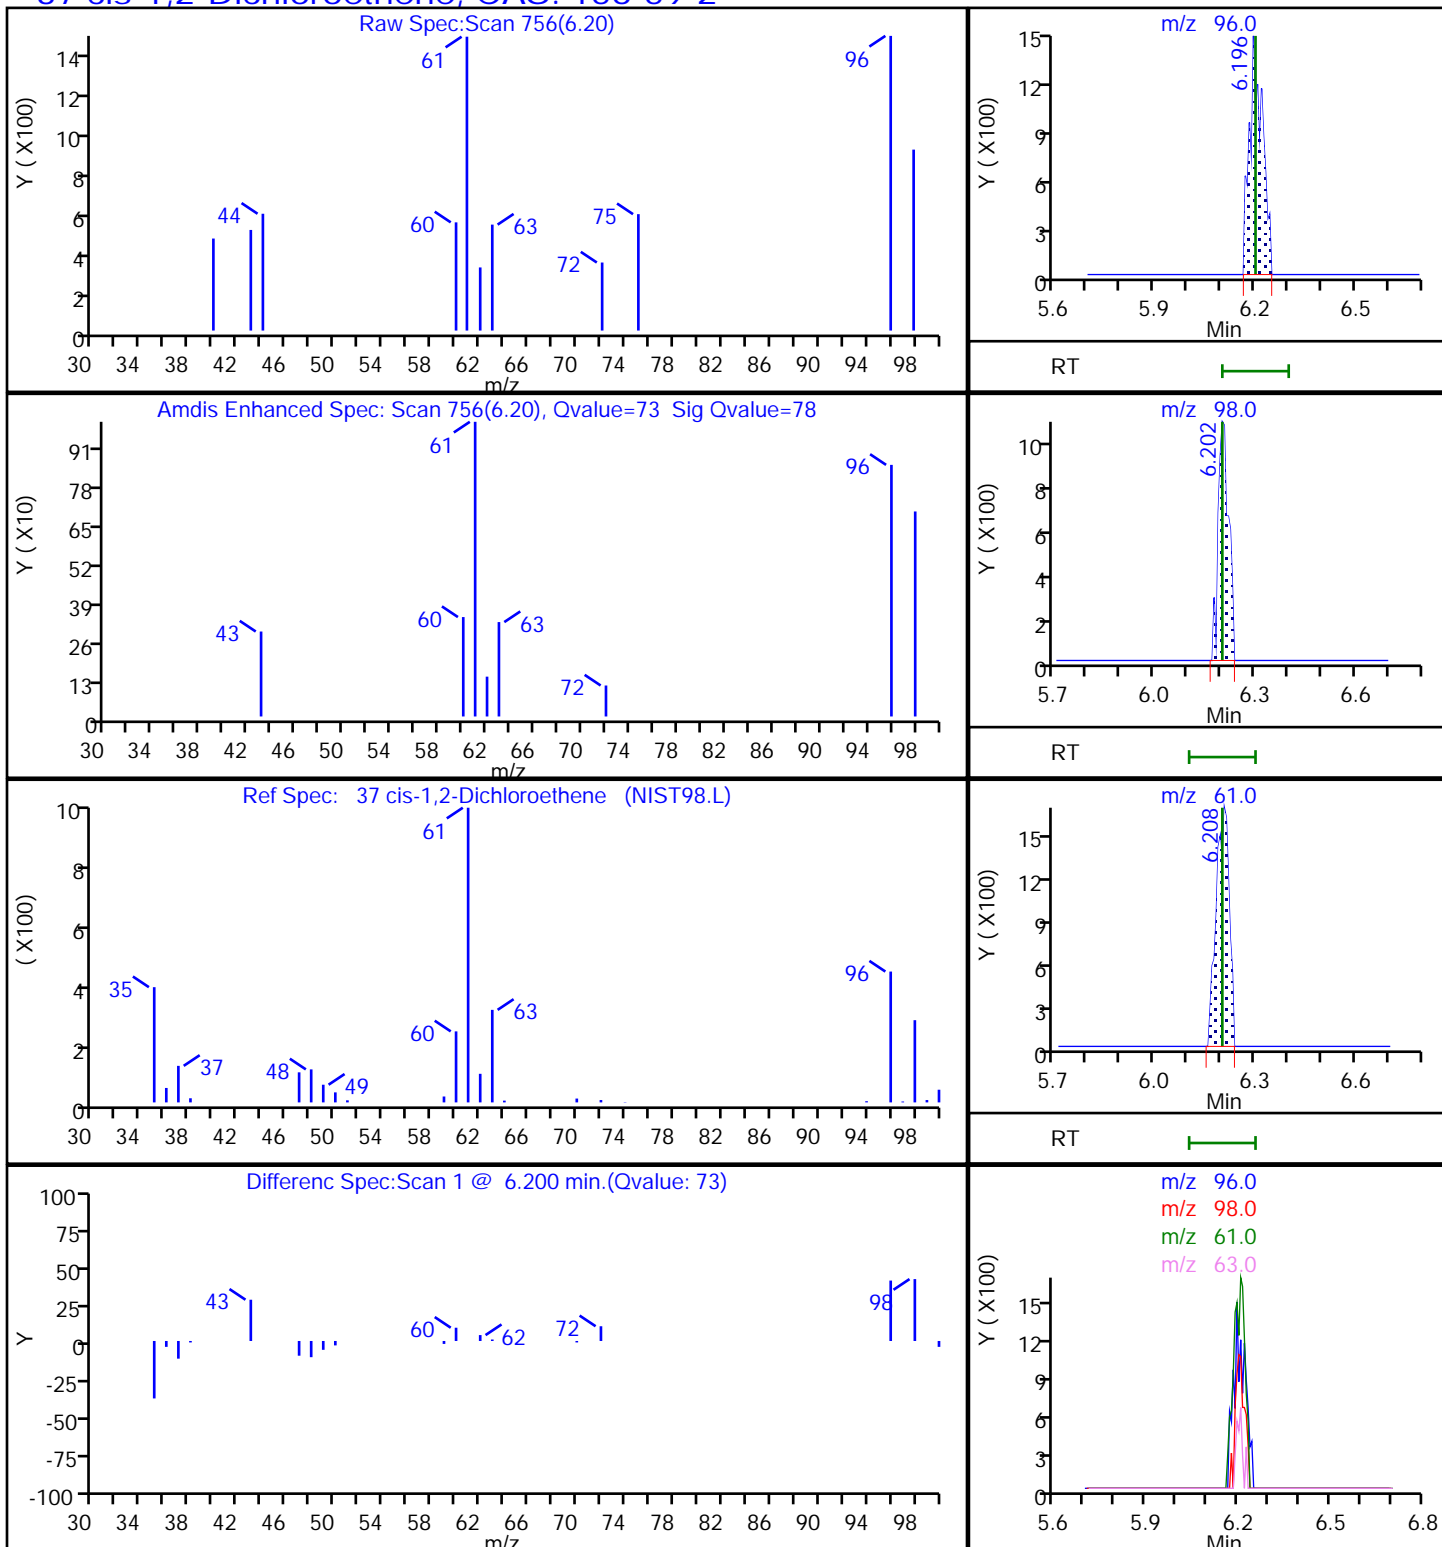 Raw Spec:Scan 756(6.20)
Y ( X100)
14
12
10
8
6
4
2
0
61
96
44
60
63
75
72
30 34 38 42 46 50 54 58 62 66 70 74 78 82 86 90 94 98
m/z
m/z 96.0
Y ( X100)
15
12
9
6
3
0
6.196
5.6 5.9 6.2 6.5
Min
RT
Amdis Enhanced Spec: Scan 756(6.20), Qvalue=73 Sig Qvalue=78
Y ( X10)
91
78
65
52
39
26
13
0
61
96
43
60
63
72
30 34 38 42 46 50 54 58 62 66 70 74 78 82 86 90 94 98
m/z
m/z 98.0
Y ( X100)
10
8
6
4
2
0
6.202
5.7 6.0 6.3 6.6
Min
RT
Ref Spec: 37 cis-1,2-Dichloroethene (NIST98.L)
( X100)
10
8
6
4
2
0
61
35
96
37
48
49
60
63
30 34 38 42 46 50 54 58 62 66 70 74 78 82 86 90 94 98
m/z 61.0
Y ( X100)
15
12
9
6
3
0
6.208
5.7 6.0 6.3 6.6
Min
RT
Differenc Spec:Scan 1 @ 6.200 min.(Qvalue: 73)
Y
100
75
50
25
0
-25
-50
-75
-100
43
60
62
72
98
30 34 38 42 46 50 54 58 62 66 70 74 78 82 86 90 94 98
m/z
m/z 96.0
m/z 98.0
m/z 61.0
m/z 63.0
Y ( X100)
15
12
9
6
3
0
5.6 5.9 6.2 6.5 6.8
Min